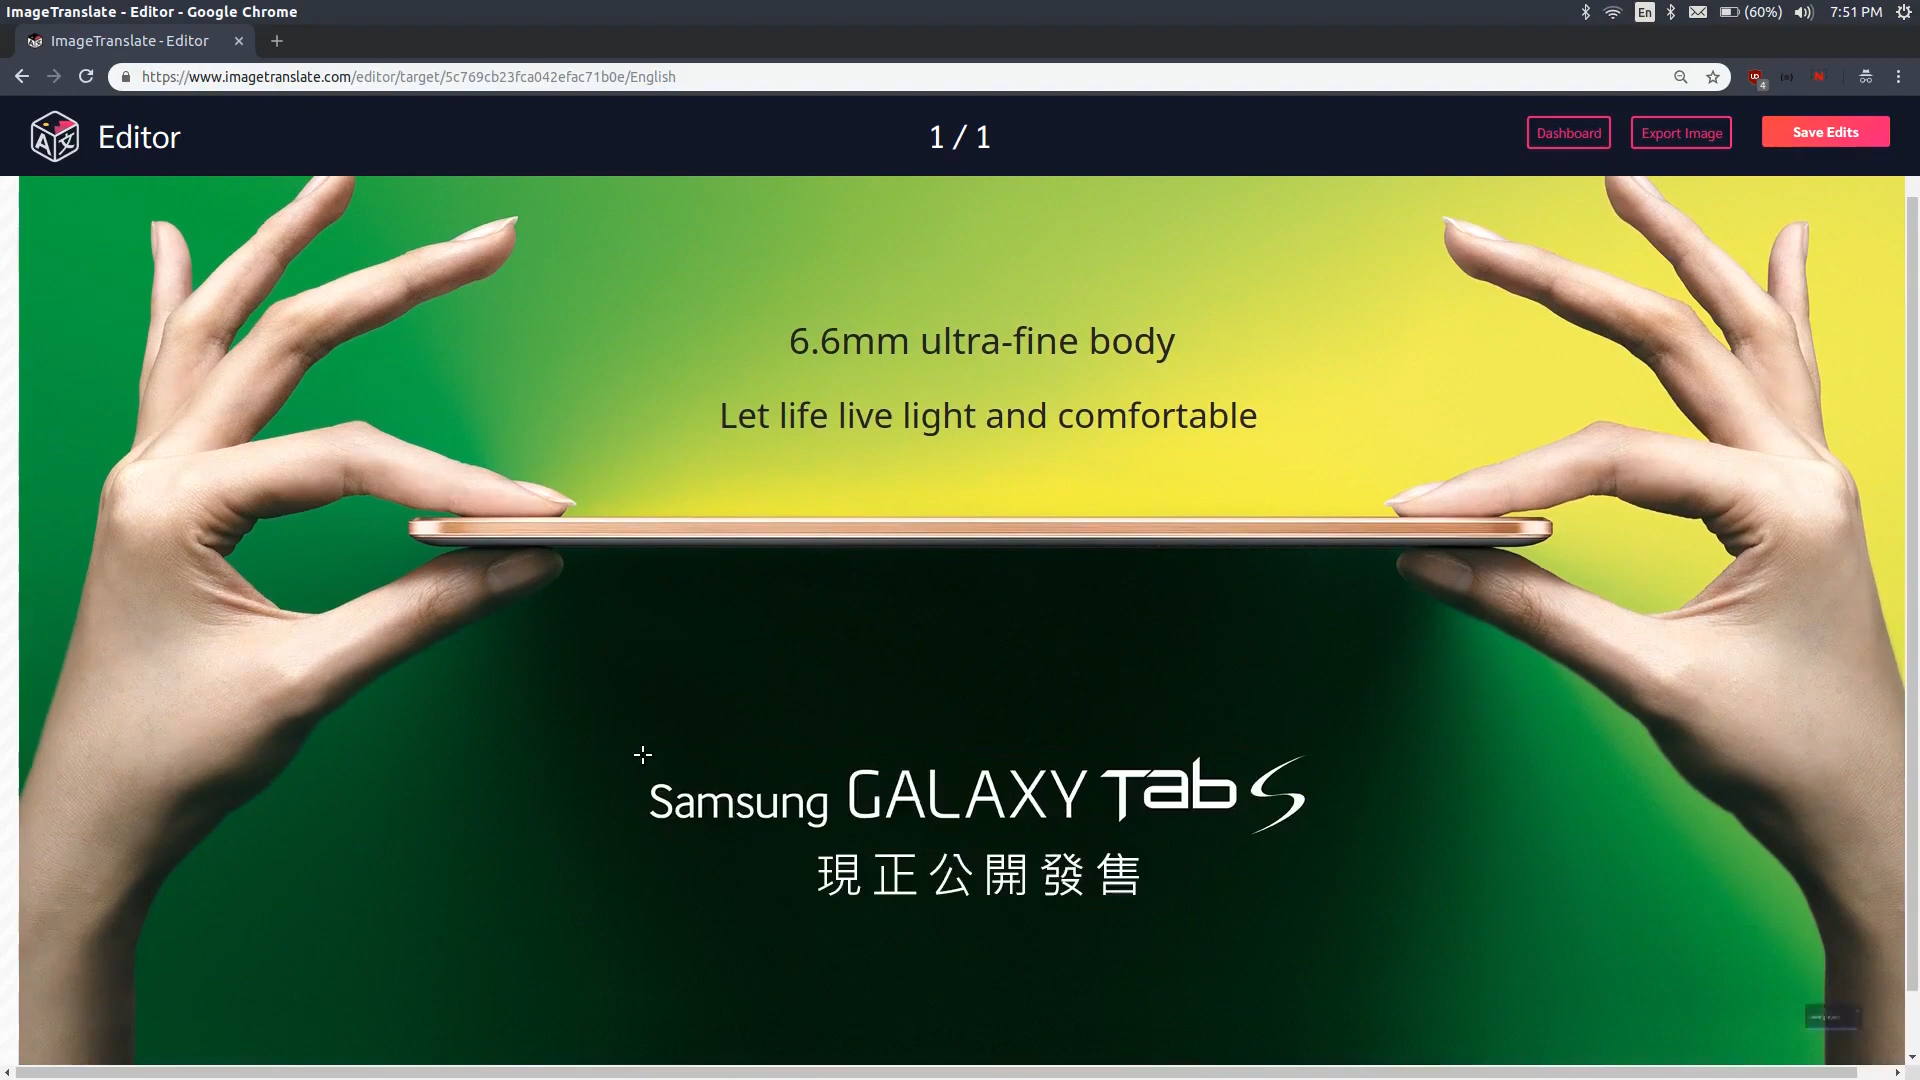 ImageTranslate - Editor - Google Chrome
En
(60%)
7:51 PM
ImageTranslate - Editor
https://www.imagetranslate.com/editor/target/5c769cb23fca042efac71b0e/English
4
Editor
1 / 1
Dashboard
Export Image
Save Edits
6.6mm ultra-fine body
Let life live light and comfortable
Samsung GALAXY Tab S
現正公開發售